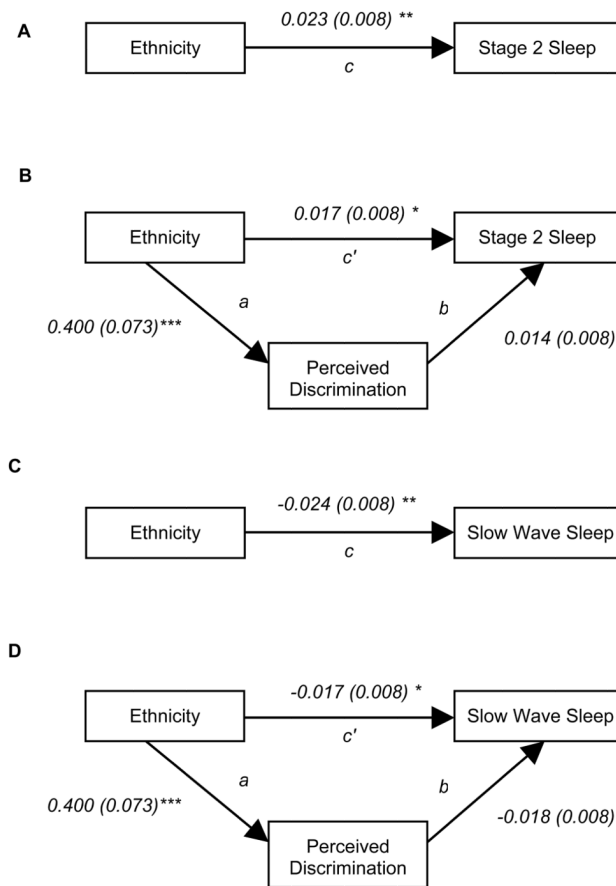 A
0.023 (0.008) **
Ethnicity
Stage 2 Sleep
c
B
0.017 (0.008) *
Ethnicity
Stage 2 Sleep
c'
a
b
0.400 (0.073)***
0.014 (0.008)
Perceived
Discrimination
C
-0.024 (0.008) **
Ethnicity
Slow Wave Sleep
c
D
-0.017 (0.008) *
Ethnicity
Slow Wave Sleep
c'
a
b
0.400 (0.073)***
-0.018 (0.008)
Perceived
Discrimination